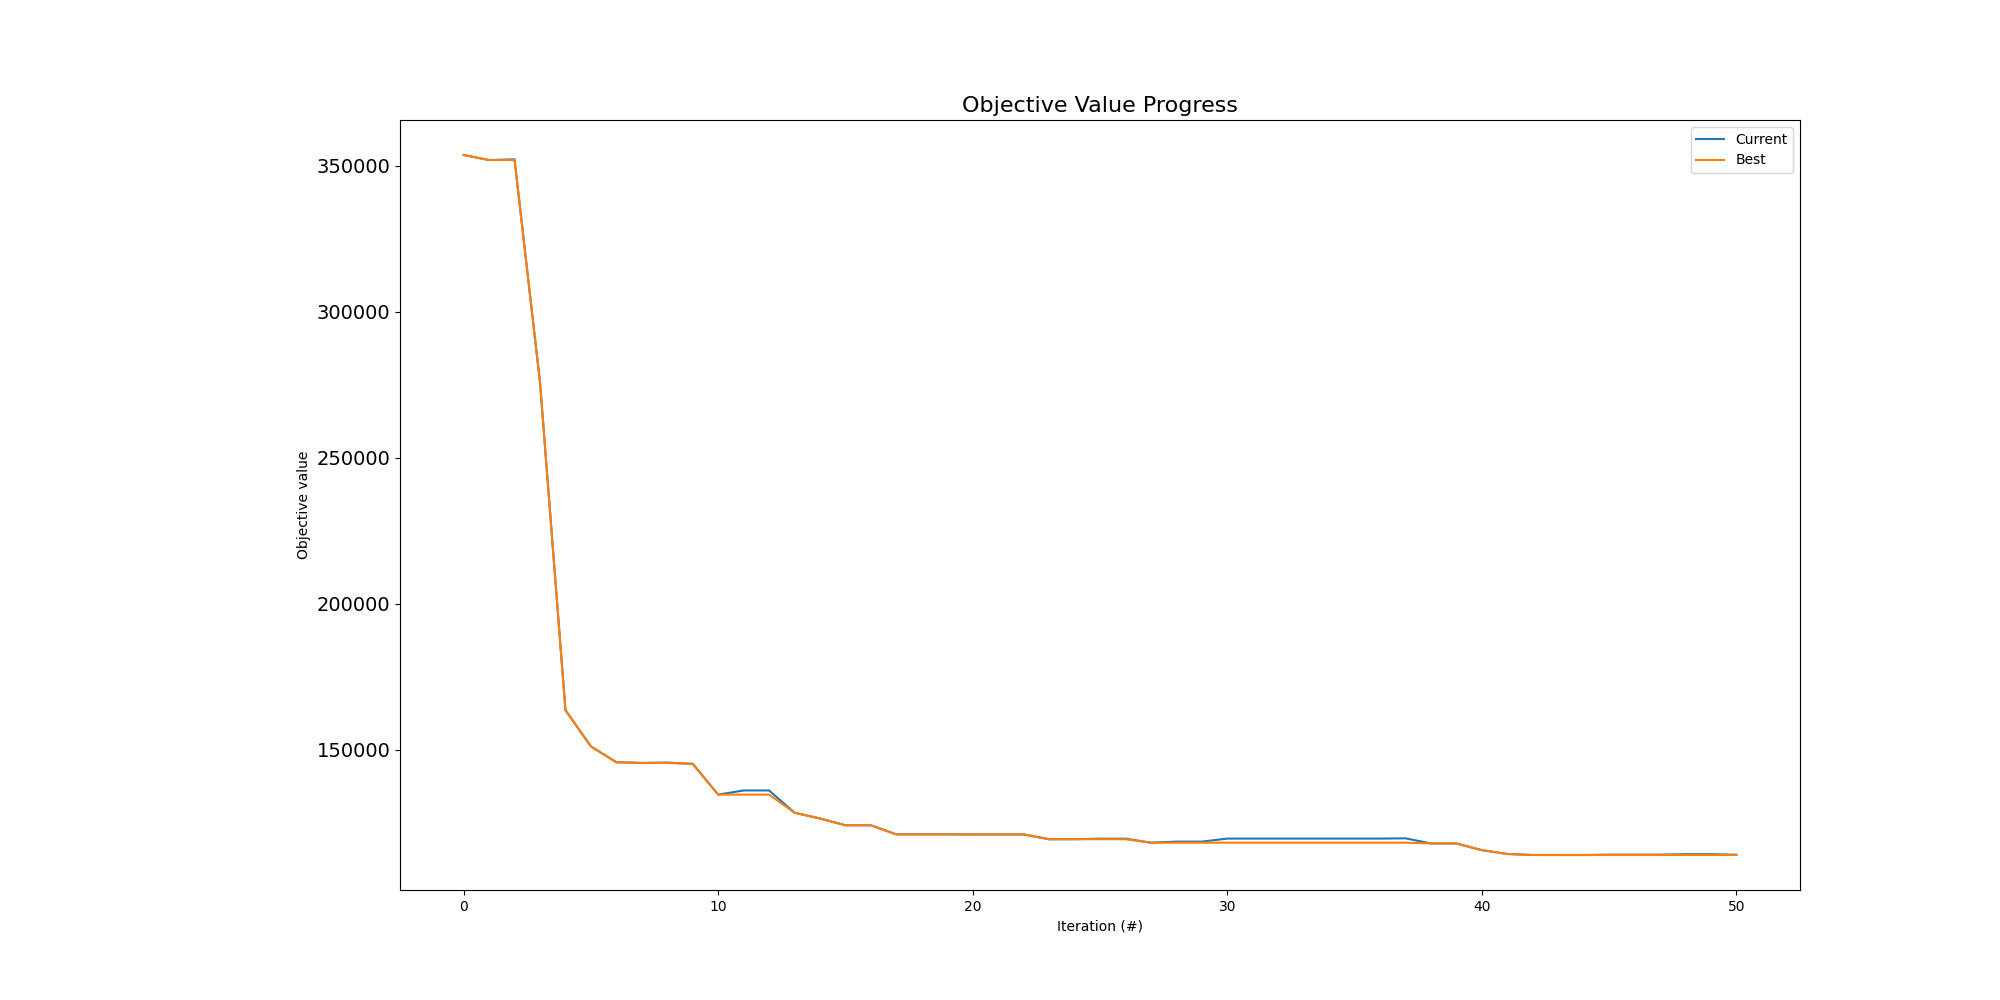 Objective Value Progress
Current
Best
350000
300000
250000
200000
150000
Objective value
0 10 20 30 40 50
Iteration (#)